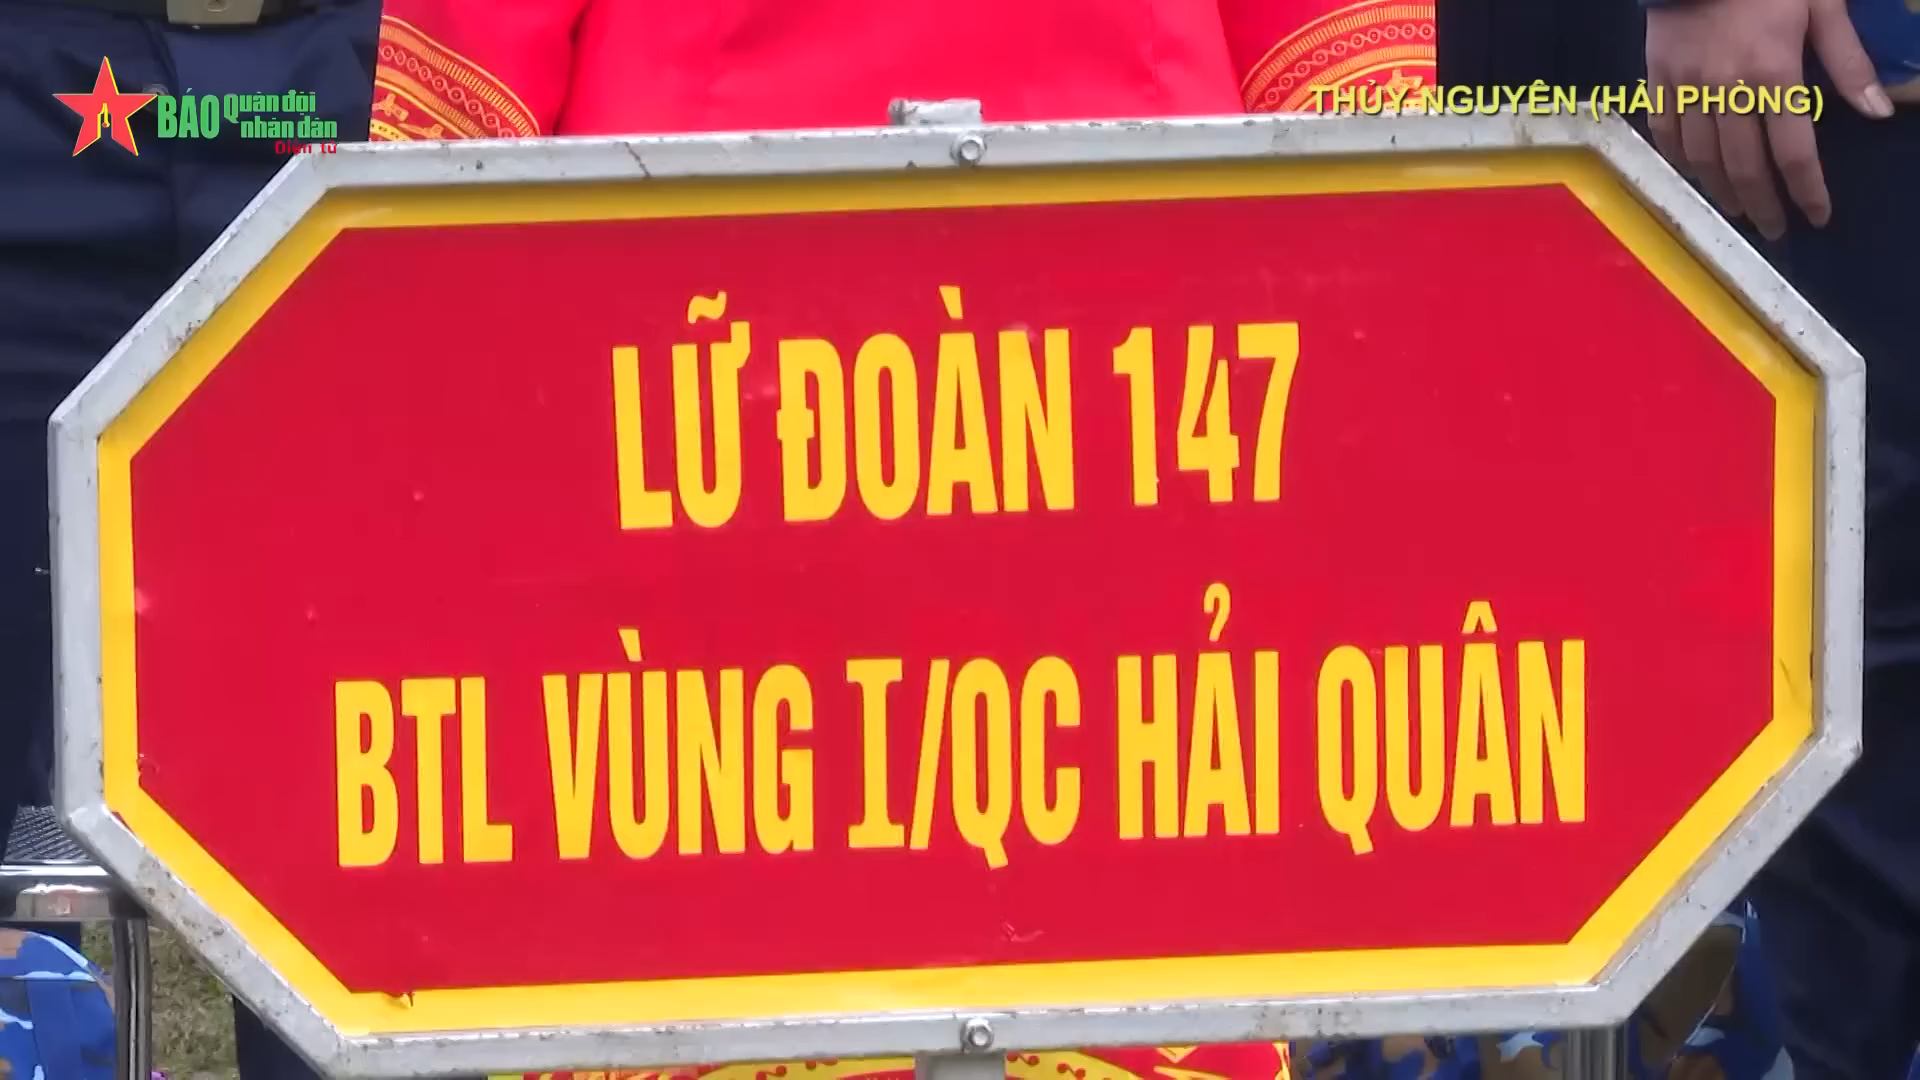 BÁO Quân đội
nhân dân
Điện tử
THỦY NGUYÊN (HẢI PHÒNG)
LỮ ĐOÀN 147
BTL VÙNG I/QC HẢI QUÂN